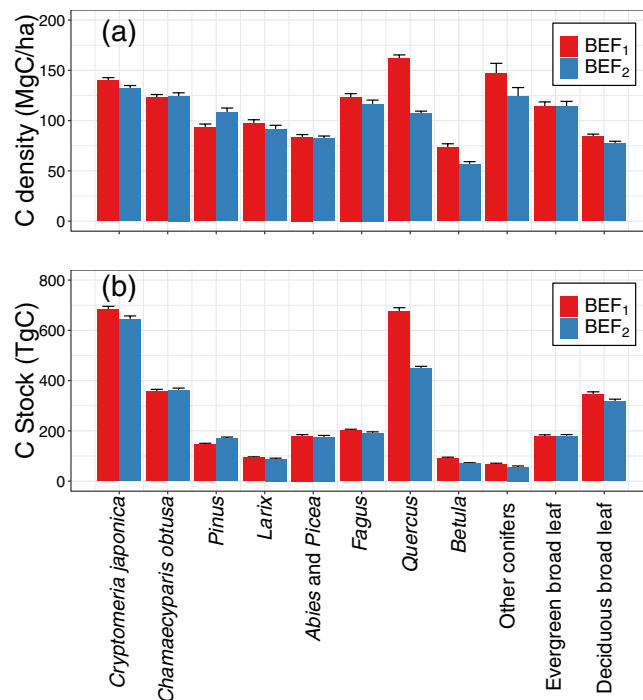 (a)
C density (MgC/ha)
200
150
100
50
0
BEF₁
BEF₂
(b)
C Stock (TgC)
800
600
400
200
0
BEF₁
BEF₂
Cryptomeria japonica
Chamaecyparis obtusa
Pinus
Larix
Abies and Picea
Fagus
Quercus
Betula
Other conifers
Evergreen broad leaf
Deciduous broad leaf